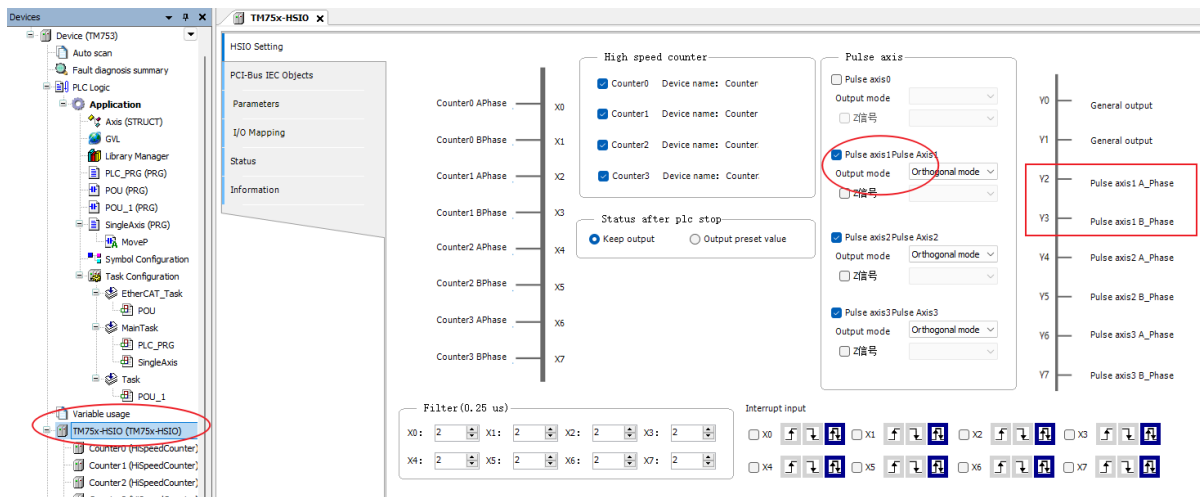 Devices
Device (TM753)
Auto scan
Fault diagnosis summary
PLC Logic
Application
Axis (STRUCT)
GVL
Library Manager
PLC_PRG (PRG)
POU (PRG)
POU_1 (PRG)
SingleAxis (PRG)
MoveP
Symbol Configuration
Task Configuration
EtherCAT_Task
POU
MainTask
PLC_PRG
SingleAxis
Task
POU_1
Variable usage
TM75x-HSIO (TM75x-HSIO)
Counter0 (HiSpeedCounter)
Counter1 (HiSpeedCounter)
Counter2 (HiSpeedCounter)
TM75x-HSIO
HSIO Setting
PCI-Bus IEC Objects
Parameters
I/O Mapping
Status
Information
Counter0 APhase X0
Counter0 BPhase X1
Counter1 APhase X2
Counter1 BPhase X3
Counter2 APhase X4
Counter2 BPhase X5
Counter3 APhase X6
Counter3 BPhase X7
High speed counter
Counter0 Device name: Counter
Counter1 Device name: Counter
Counter2 Device name: Counter
Counter3 Device name: Counter
Status after plc stop
Keep output Output preset value
Pulse axis
Pulse axis0
Output mode
Z信号
Pulse axis1Pulse Axis1
Output mode Orthogonal mode
Z信号
Pulse axis2Pulse Axis2
Output mode Orthogonal mode
Z信号
Pulse axis3Pulse Axis3
Output mode Orthogonal mode
Z信号
Y0 General output
Y1 General output
Y2 Pulse axis1 A_Phase
Y3 Pulse axis1 B_Phase
Y4 Pulse axis2 A_Phase
Y5 Pulse axis2 B_Phase
Y6 Pulse axis3 A_Phase
Y7 Pulse axis3 B_Phase
Filter(0.25 us)
X0: 2 X1: 2 X2: 2 X3: 2
X4: 2 X5: 2 X6: 2 X7: 2
Interrupt input
X0 X1 X2 X3
X4 X5 X6 X7